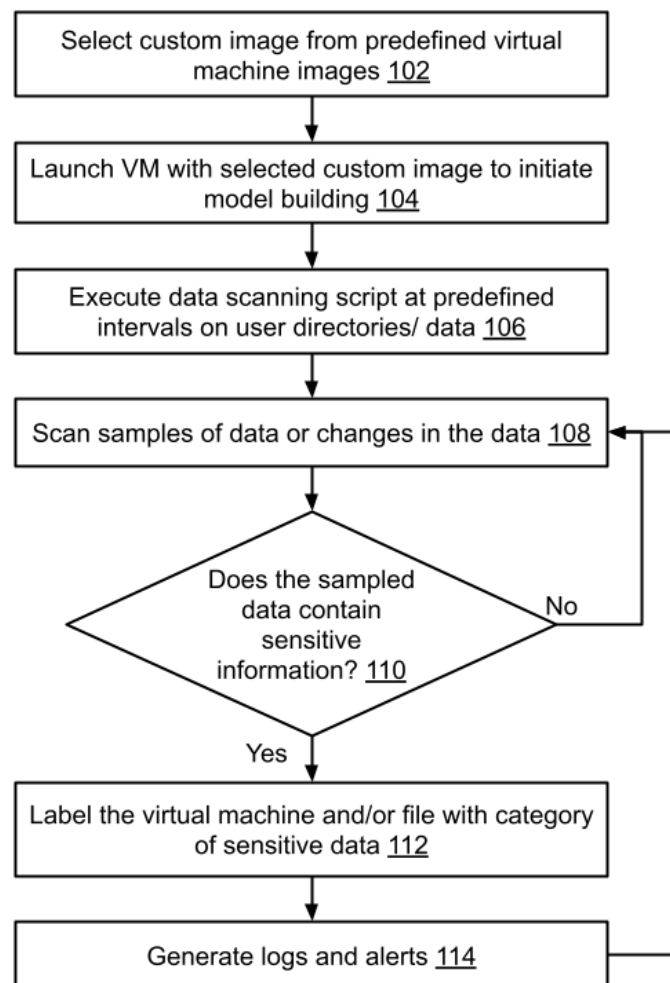 Select custom image from predefined virtual
machine images 102
Launch VM with selected custom image to initiate
model building 104
Execute data scanning script at predefined
intervals on user directories/ data 106
Scan samples of data or changes in the data 108
Does the sampled
data contain
sensitive
information? 110
No
Yes
Label the virtual machine and/or file with category
of sensitive data 112
Generate logs and alerts 114